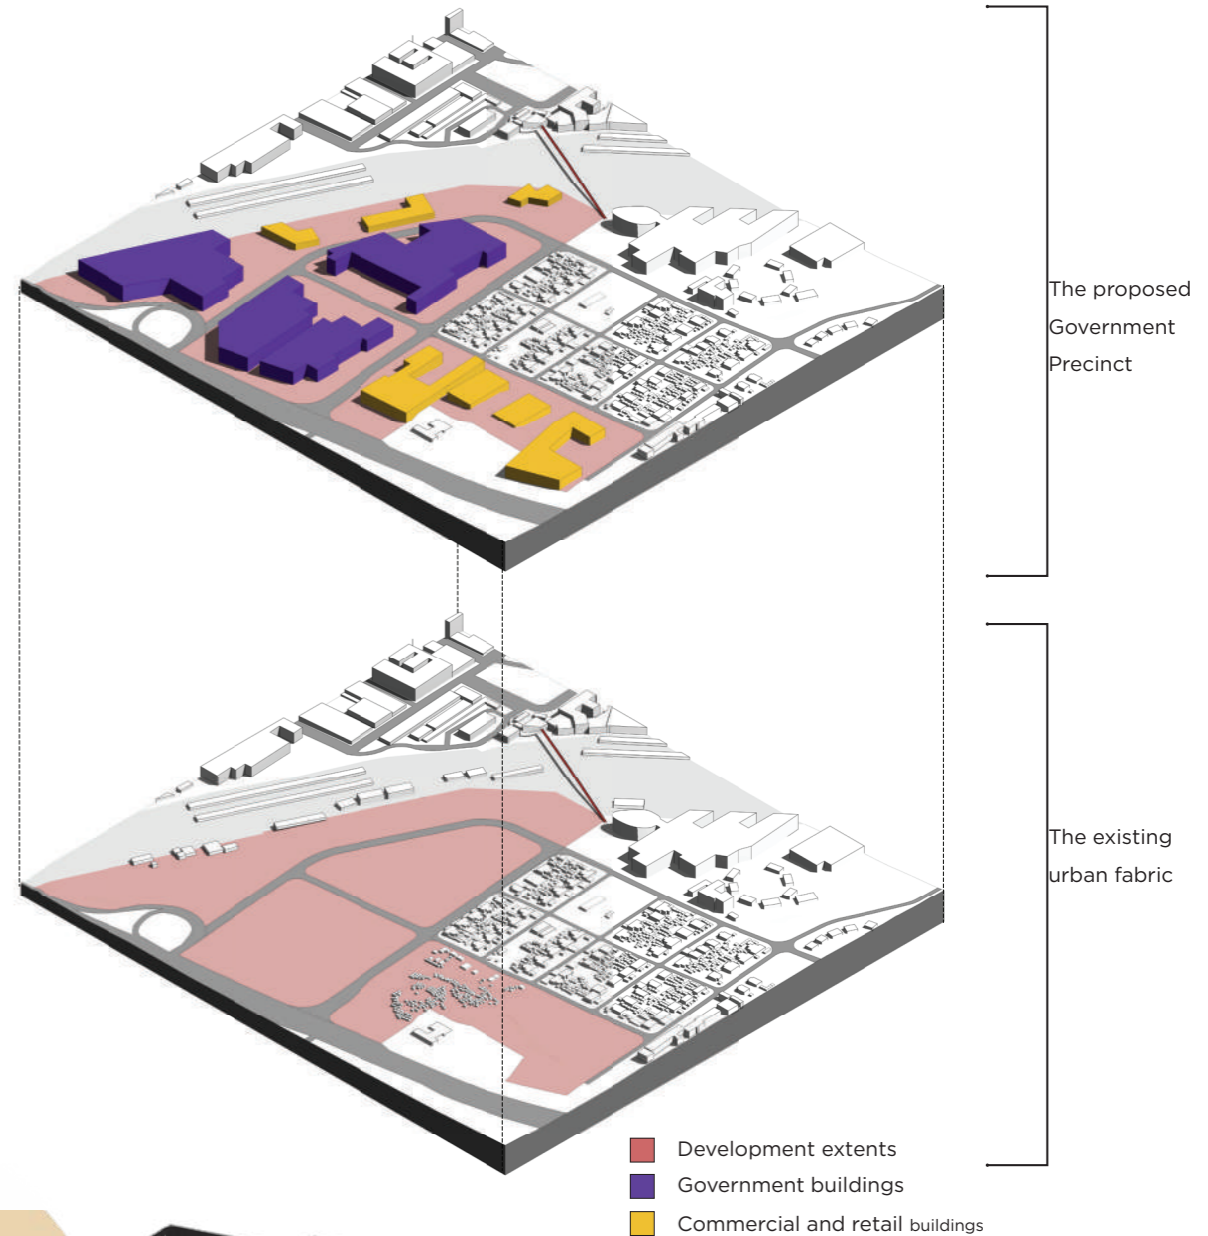 The proposed
Government
Precinct
The existing
urban fabric
Development extents
Government buildings
Commercial and retail buildings